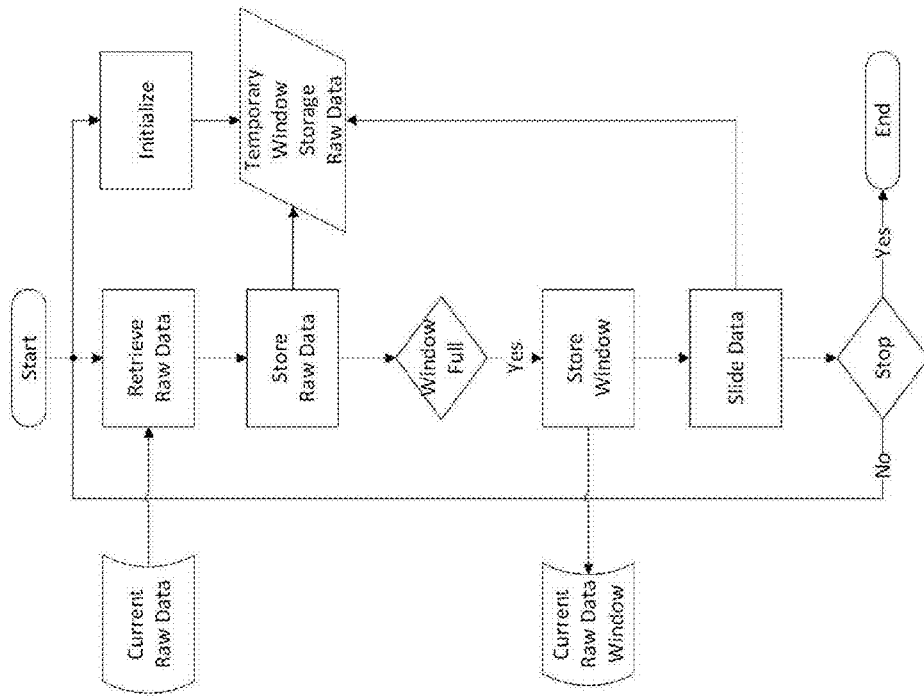 Start
Initialize
Current
Raw Data
Retrieve
Raw Data
Store
Raw Data
Temporary
Window
Storage
Raw Data
Window
Full
Yes
Store
Window
Current
Raw Data
Window
Slide Data
Stop
No
Yes
End